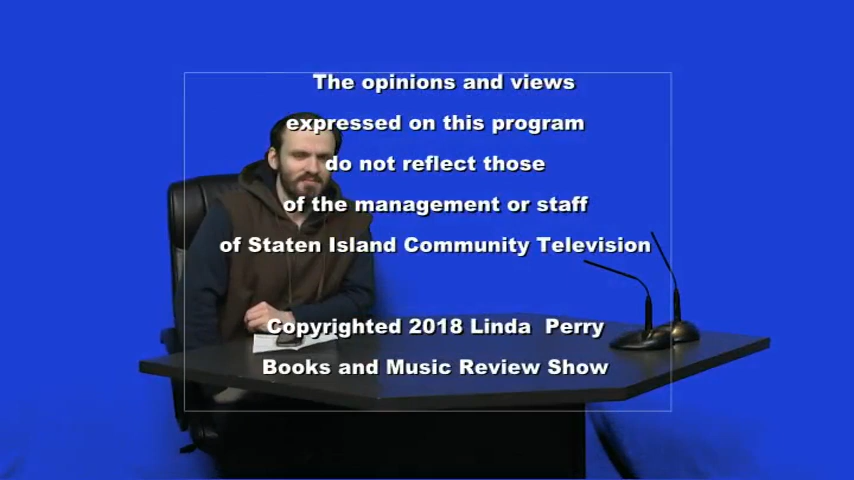 The opinions and views
expressed on this program
do not reflect those
of the management or staff
of Staten Island Community Television
Copyrighted 2018 Linda Perry
Books and Music Review Show